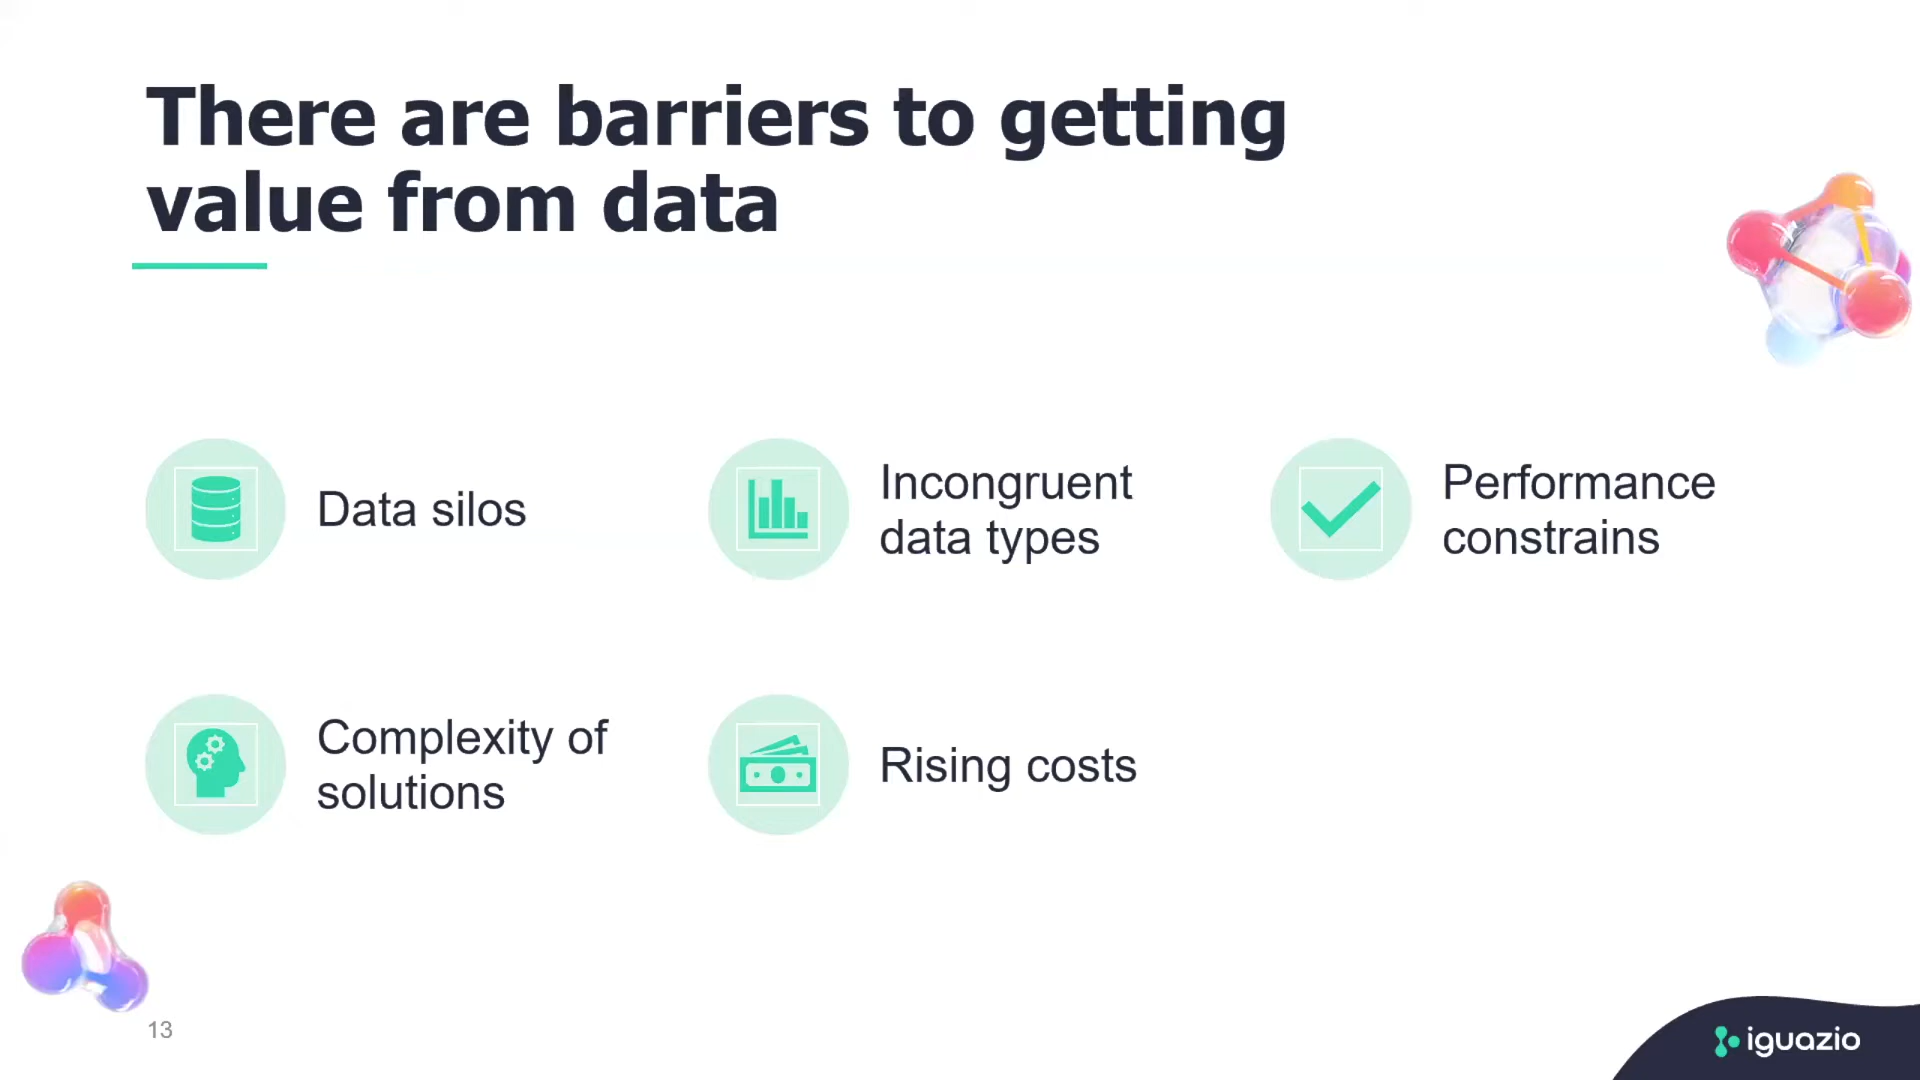 There are barriers to getting
value from data
Data silos
Incongruent
data types
Performance
constrains
Complexity of
solutions
Rising costs
13
iguazio